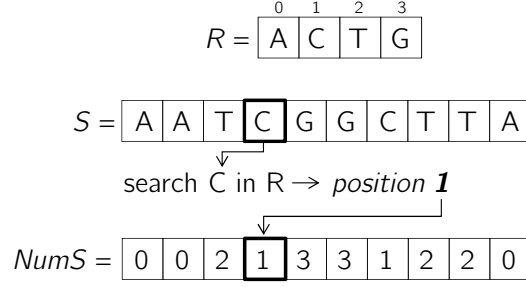 0 1 2 3
R = A C T G
S = A A T C G G C T T A
search C in R → position 1
NumS = 0 0 2 1 3 3 1 2 2 0